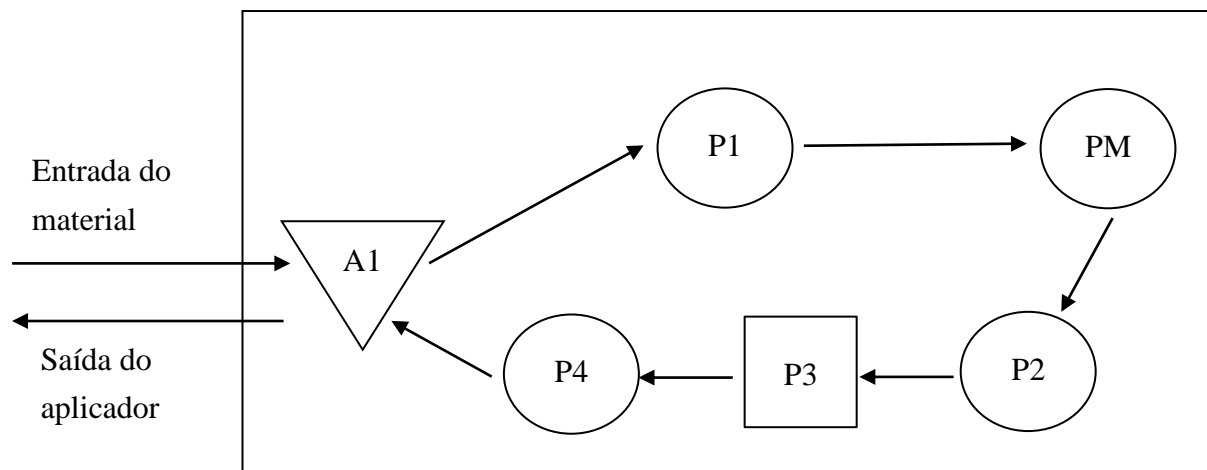 Entrada do
material
A1
P1
PM
P2
P3
P4
Saída do
aplicador